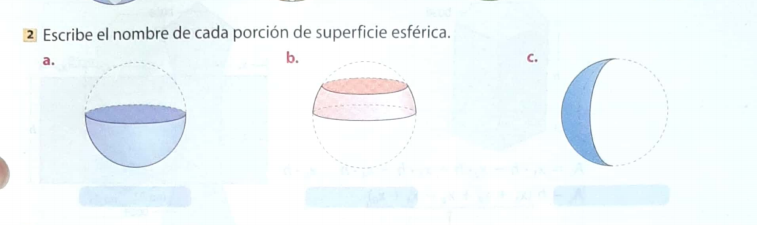 2 Escribe el nombre de cada porción de superficie esférica.
a.
b.
c.